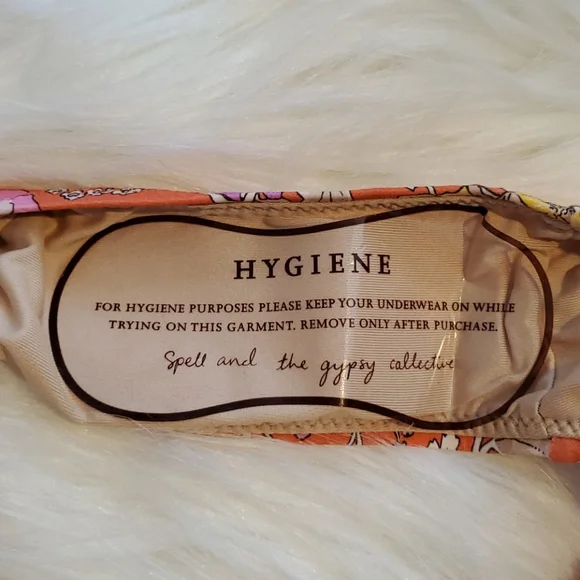 HYGIENE
FOR HYGIENE PURPOSES PLEASE KEEP YOUR UNDERWEAR ON WHILE
TRYING ON THIS GARMENT. REMOVE ONLY AFTER PURCHASE.
Spell and the gypsy collective